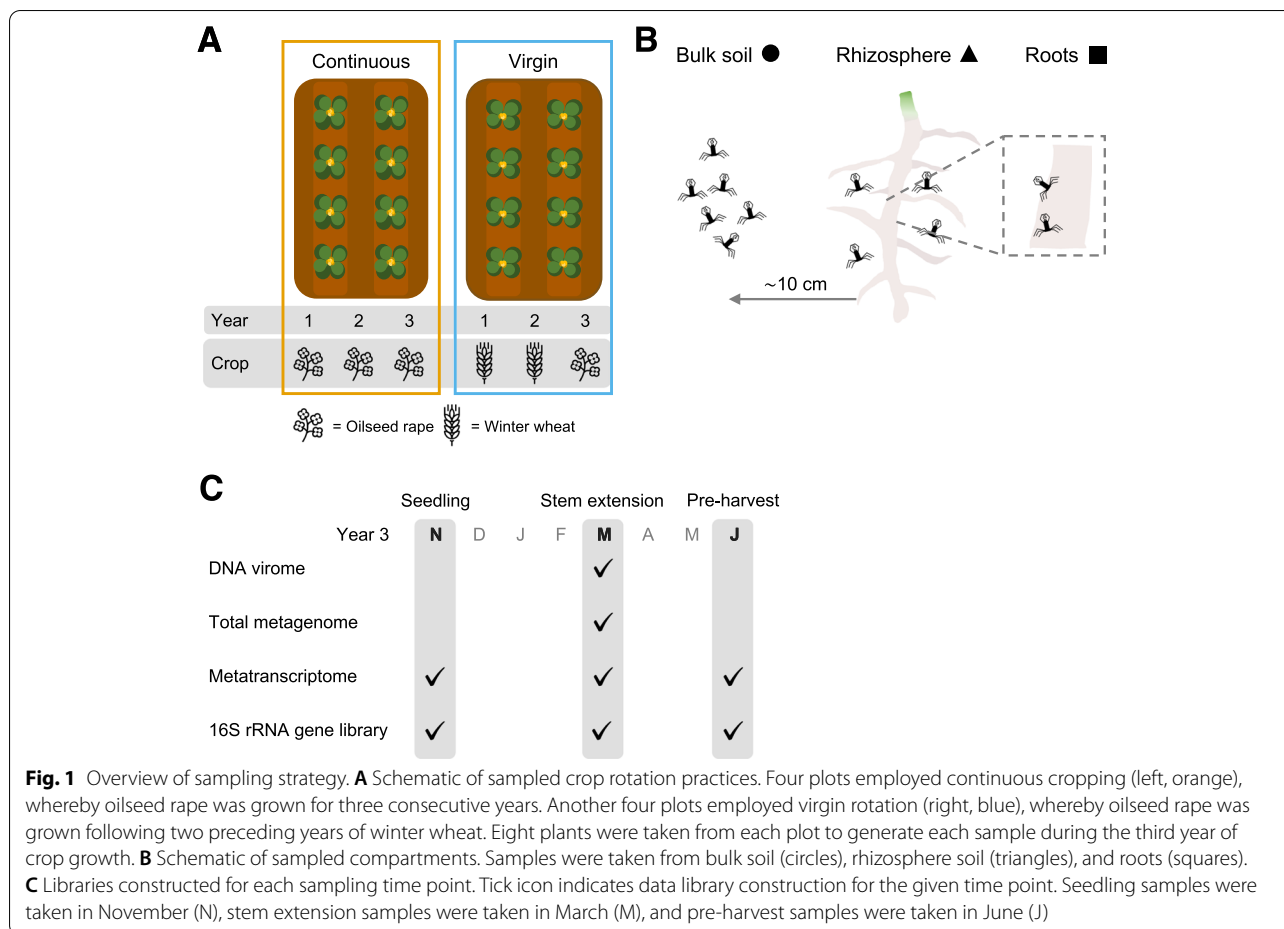 A
Continuous Virgin
Year 1 2 3 1 2 3
Crop
= Oilseed rape = Winter wheat
B
Bulk soil Rhizosphere Roots
~10 cm
C
Seedling Stem extension Pre-harvest
Year 3 N D J F M A M J
DNA virome
Total metagenome
Metatranscriptome
16S rRNA gene library
Fig. 1 Overview of sampling strategy. A Schematic of sampled crop rotation practices. Four plots employed continuous cropping (left, orange),
whereby oilseed rape was grown for three consecutive years. Another four plots employed virgin rotation (right, blue), whereby oilseed rape was
grown following two preceding years of winter wheat. Eight plants were taken from each plot to generate each sample during the third year of
crop growth. B Schematic of sampled compartments. Samples were taken from bulk soil (circles), rhizosphere soil (triangles), and roots (squares).
C Libraries constructed for each sampling time point. Tick icon indicates data library construction for the given time point. Seedling samples were
taken in November (N), stem extension samples were taken in March (M), and pre-harvest samples were taken in June (J)